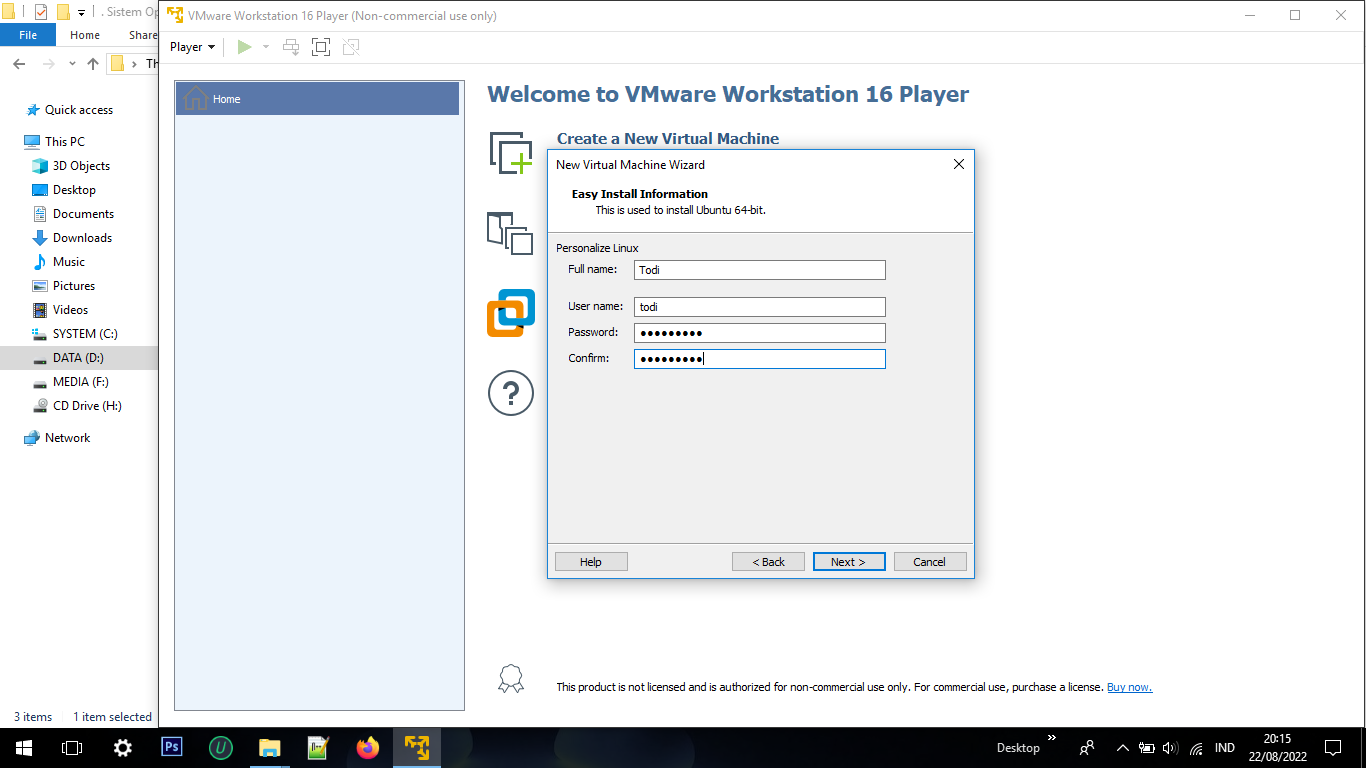 . Sistem Op
VMware Workstation 16 Player (Non-commercial use only)
File
Home
Share
Player
Th
Quick access
This PC
3D Objects
Desktop
Documents
Downloads
Music
Pictures
Videos
SYSTEM (C:)
DATA (D:)
MEDIA (F:)
CD Drive (H:)
Network
3 items
1 item selected
Home
Welcome to VMware Workstation 16 Player
Create a New Virtual Machine
New Virtual Machine Wizard
Easy Install Information
This is used to install Ubuntu 64-bit.
Personalize Linux
Full name: Todi
User name: todi
Password: ●●●●●●●●●
Confirm: ●●●●●●●●●
Help
< Back
Next >
Cancel
?
This product is not licensed and is authorized for non-commercial use only. For commercial use, purchase a license. Buy now.
Ps
U
N++
Desktop
»
IND
20:15
22/08/2022